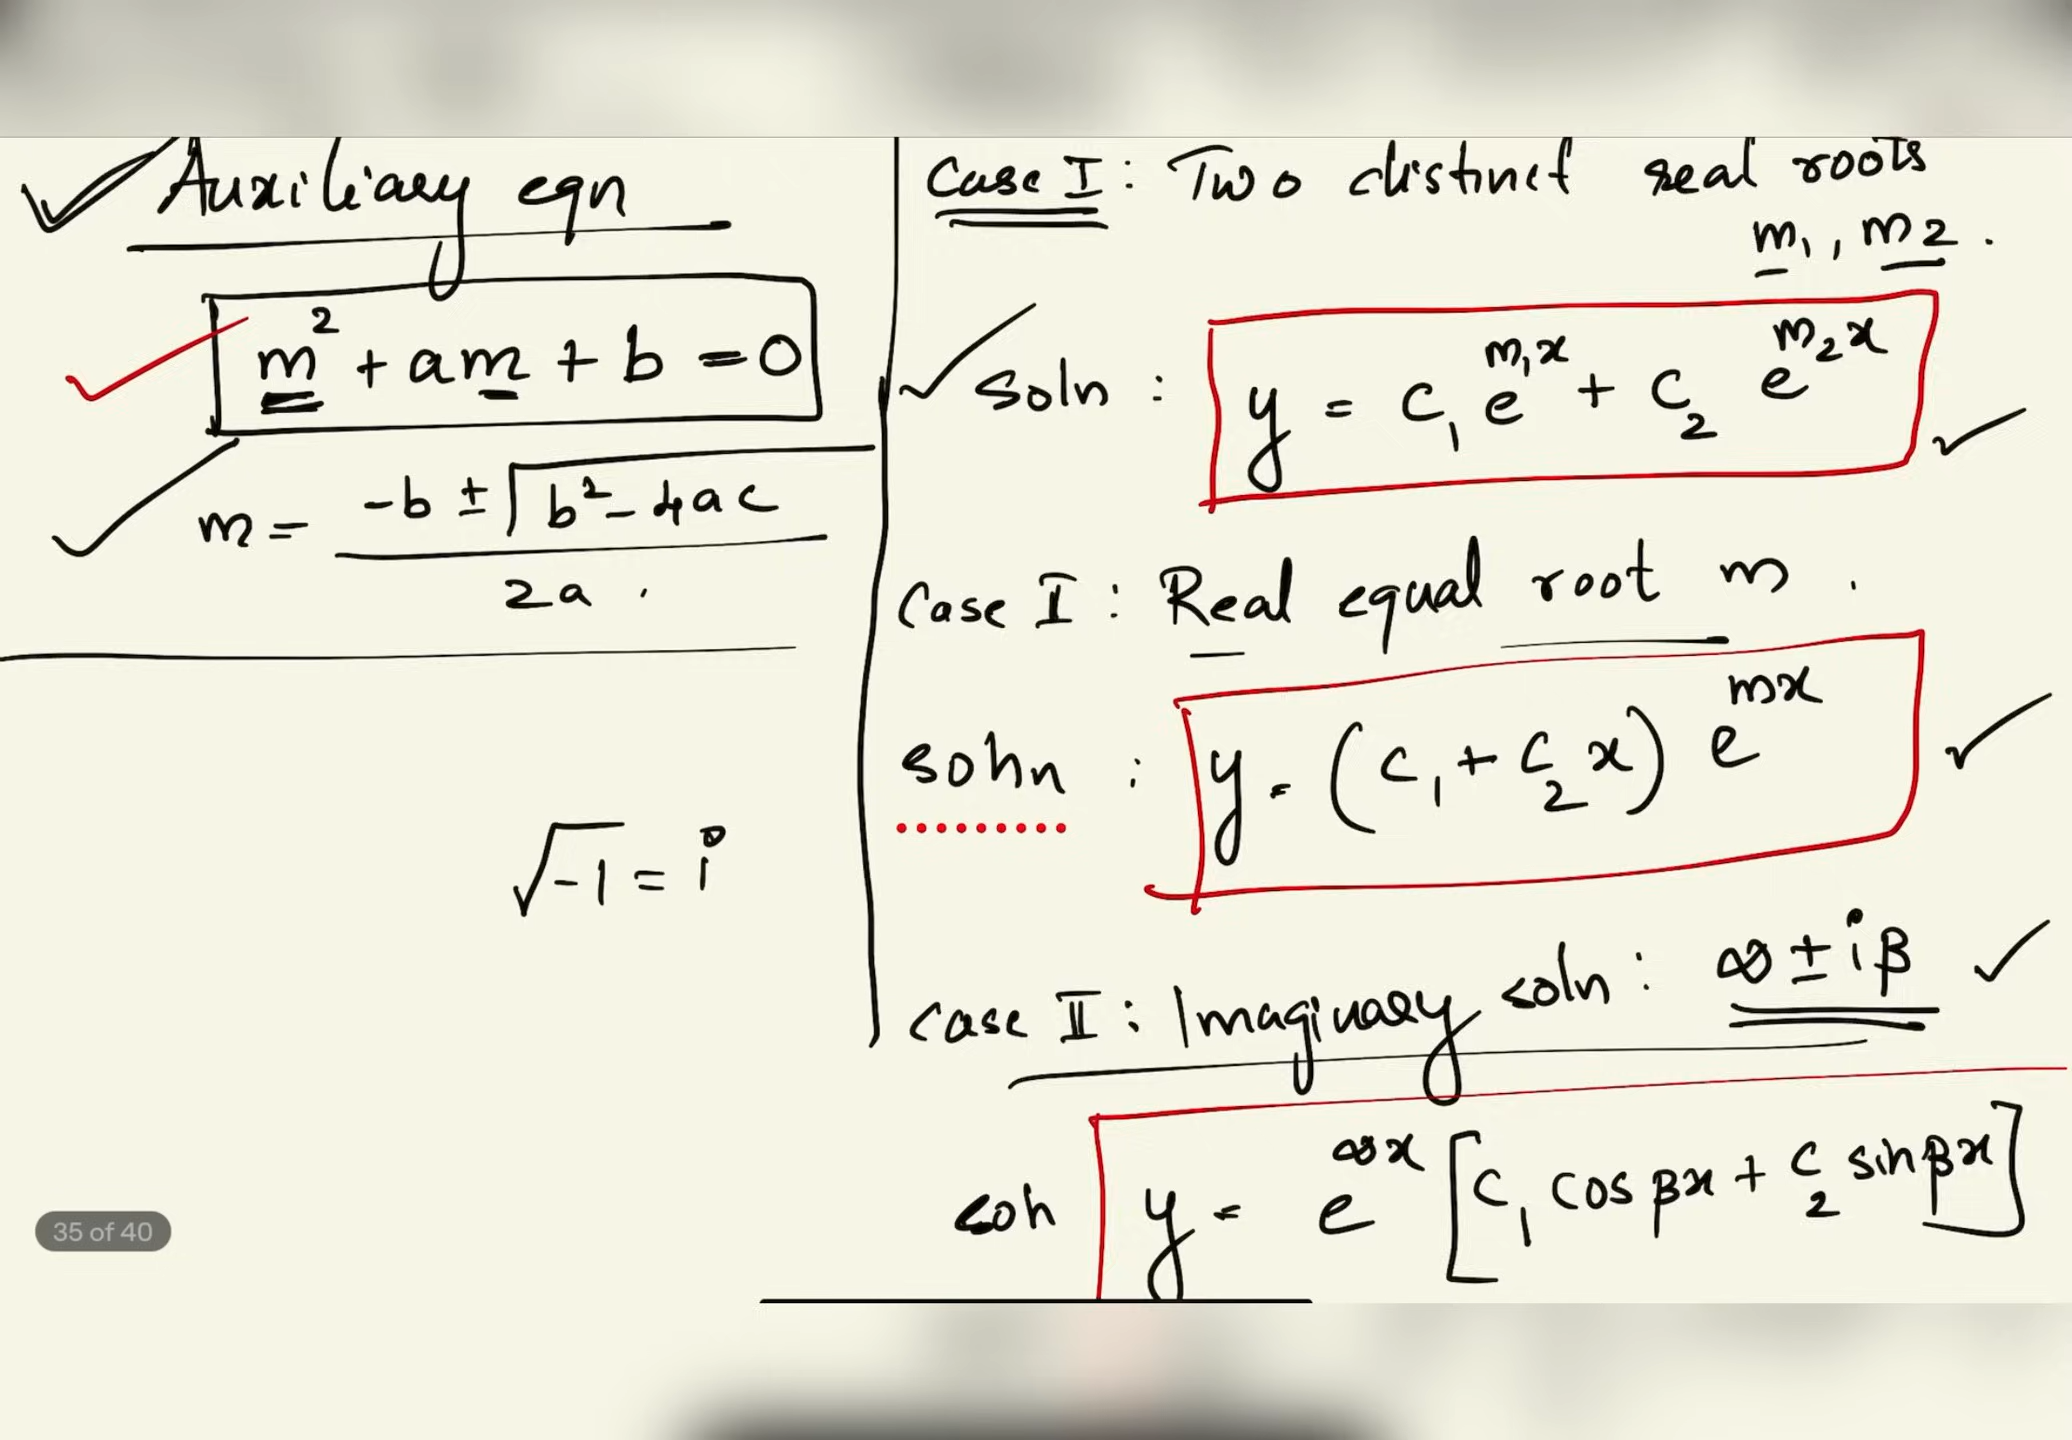 Auxiliary eqn
m² + am + b = 0
m = -b ± √b² - 4ac
2a .
√-1 = i
Case I : Two distinct real roots
m₁, m₂ .
Soln : y = c₁ e^m₁x + c₂ e^m₂x
Case I : Real equal root m .
sohn : y = (c₁ + c₂x) e^mx
case II : Imaginary soln : ∞ ± iβ
soh y = e^∞x [c₁ cos βx + c₂ sin βx]
35 of 40